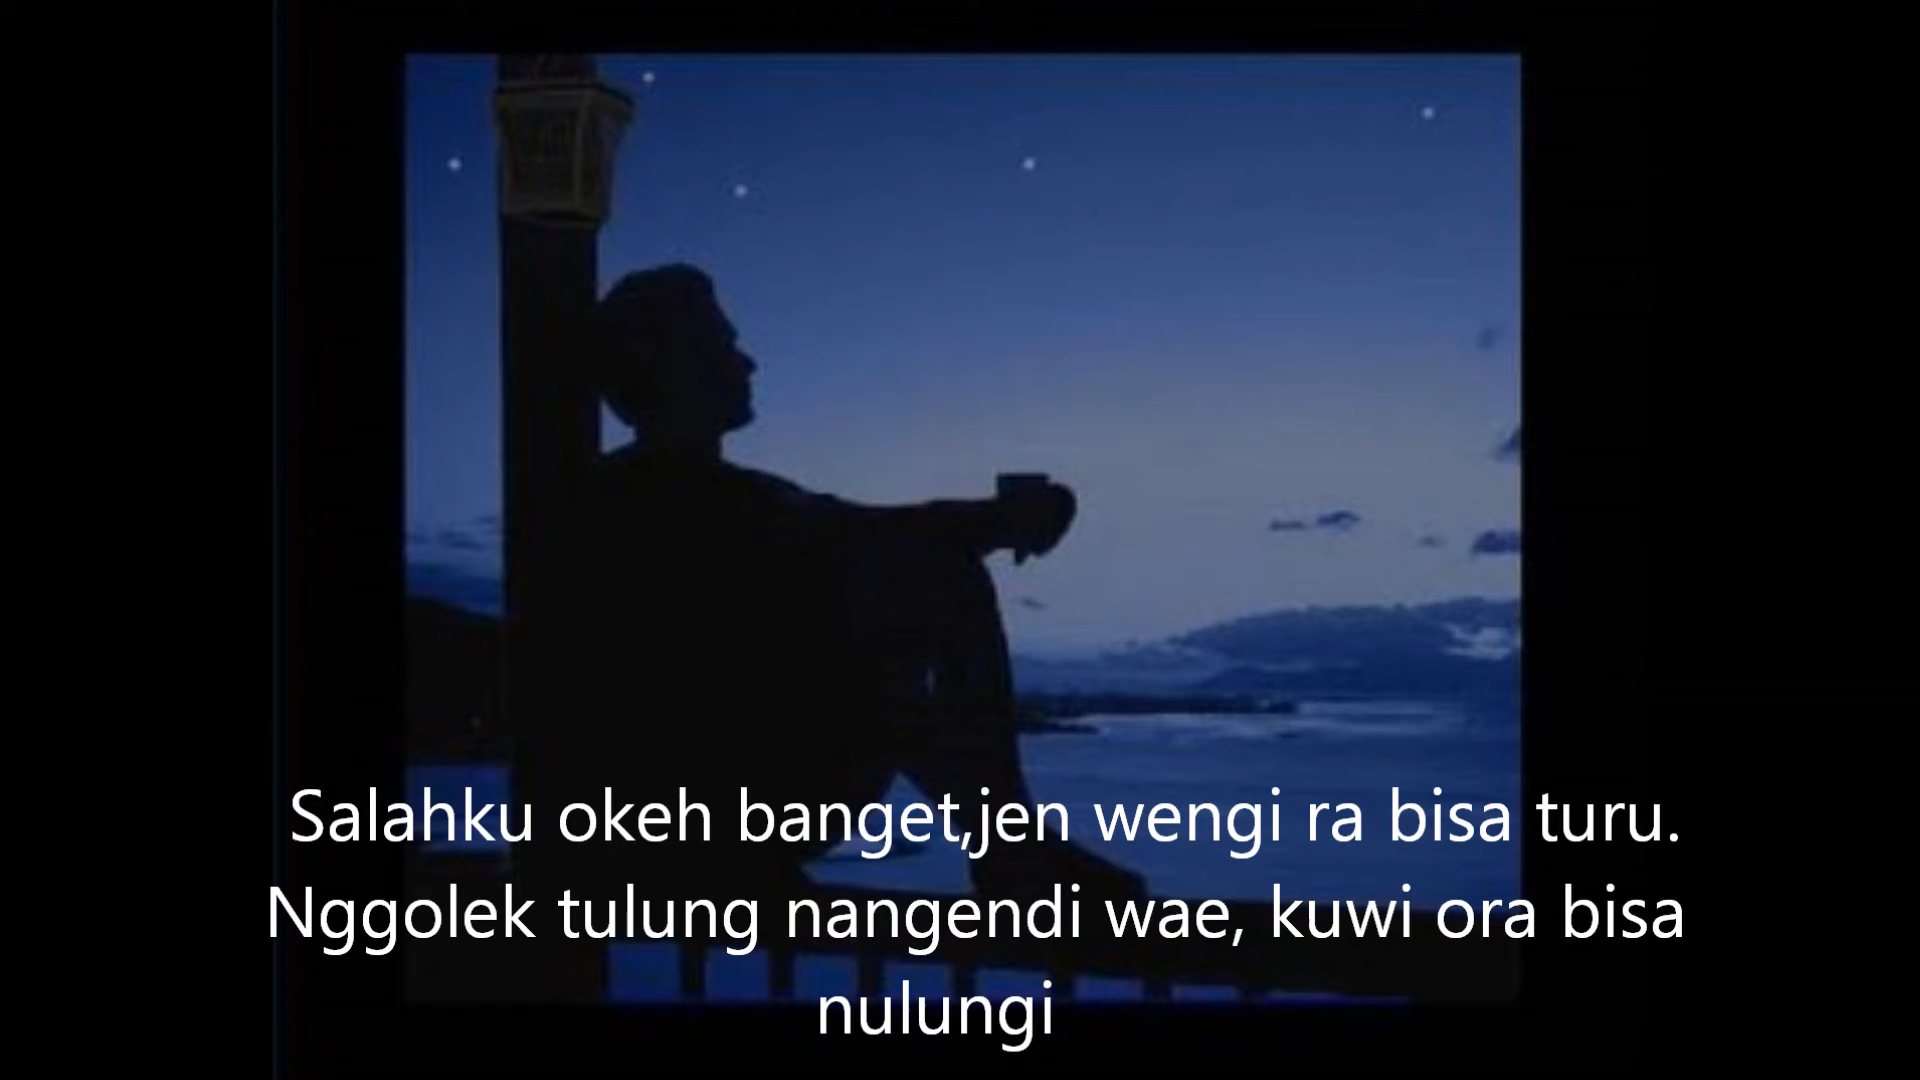 Salahku okeh banget,jen wengi ra bisa turu.
Nggolek tulung nangendi wae, kuwi ora bisa
nulungi